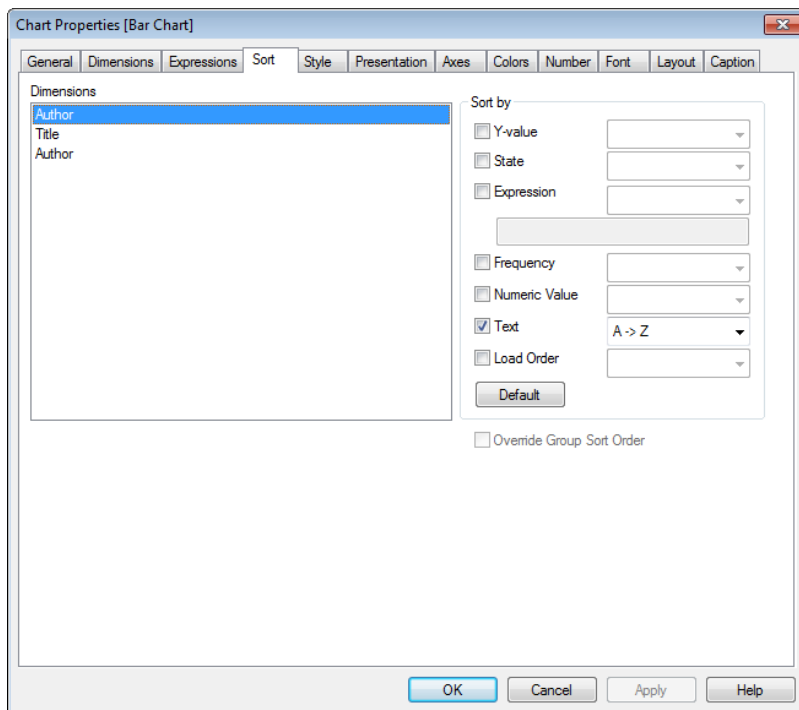 Chart Properties [Bar Chart]
General Dimensions Expressions Sort Style Presentation Axes Colors Number Font Layout Caption
Dimensions
Author
Title
Author
Sort by
Y-value
State
Expression
Frequency
Numeric Value
Text A -> Z
Load Order
Default
Override Group Sort Order
OK Cancel Apply Help